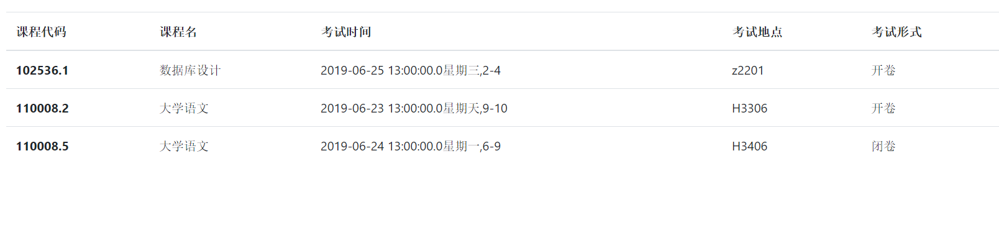 课程代码 课程名 考试时间 考试地点 考试形式
102536.1 数据库设计 2019-06-25 13:00:00.0星期三,2-4 z2201 开卷
110008.2 大学语文 2019-06-23 13:00:00.0星期天,9-10 H3306 开卷
110008.5 大学语文 2019-06-24 13:00:00.0星期一,6-9 H3406 闭卷